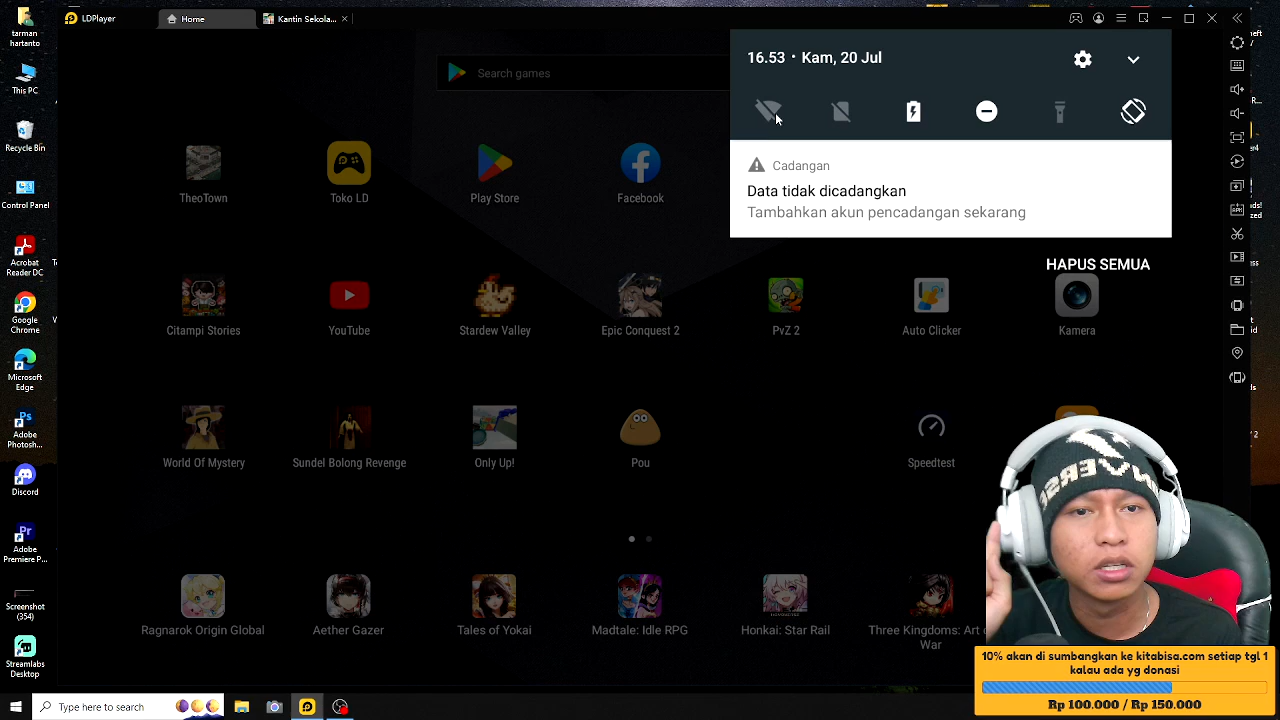 tarman hartanto
LDPlayer
Home
Kantin Sekola...
This PC
Recycle Bin
Control Panel
Acrobat Reader DC
Google Chrome
Microsoft Edge
Adobe Photosh...
Discord
Adobe Premiere P...
Screenshot (354)
Streamlabs Desktop
Search games
16.53 • Kam, 20 Jul
Cadangan
Data tidak dicadangkan
Tambahkan akun pencadangan sekarang
HAPUS SEMUA
TheoTown
Toko LD
Play Store
Facebook
Citampi Stories
YouTube
Stardew Valley
Epic Conquest 2
PvZ 2
Auto Clicker
Kamera
World Of Mystery
Sundel Bolong Revenge
Only Up!
Pou
Speedtest
Ragnarok Origin Global
Aether Gazer
Tales of Yokai
Madtale: Idle RPG
Honkai: Star Rail
Three Kingdoms: Art
War
10% akan di sumbangkan ke kitabisa.com setiap tgl 1
kalau ada yg donasi
Rp 100.000 / Rp 150.000
Type here to search